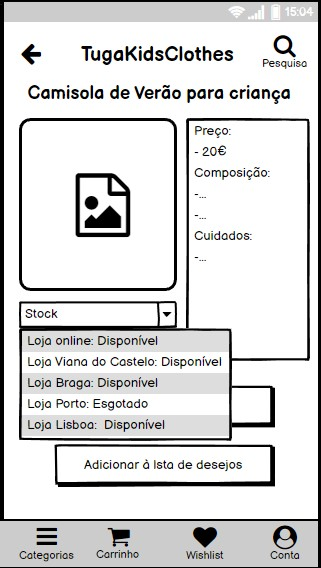 15:04
TugaKidsClothes
Pesquisa
Camisola de Verão para criança
Preço:
- 20€
Composição:
-...
-...
Cuidados:
-...
Stock
Loja online: Disponível
Loja Viana do Castelo: Disponível
Loja Braga: Disponível
Loja Porto: Esgotado
Loja Lisboa: Disponível
Adicionar à lsta de desejos
Categorias
Carrinho
Wishlist
Conta